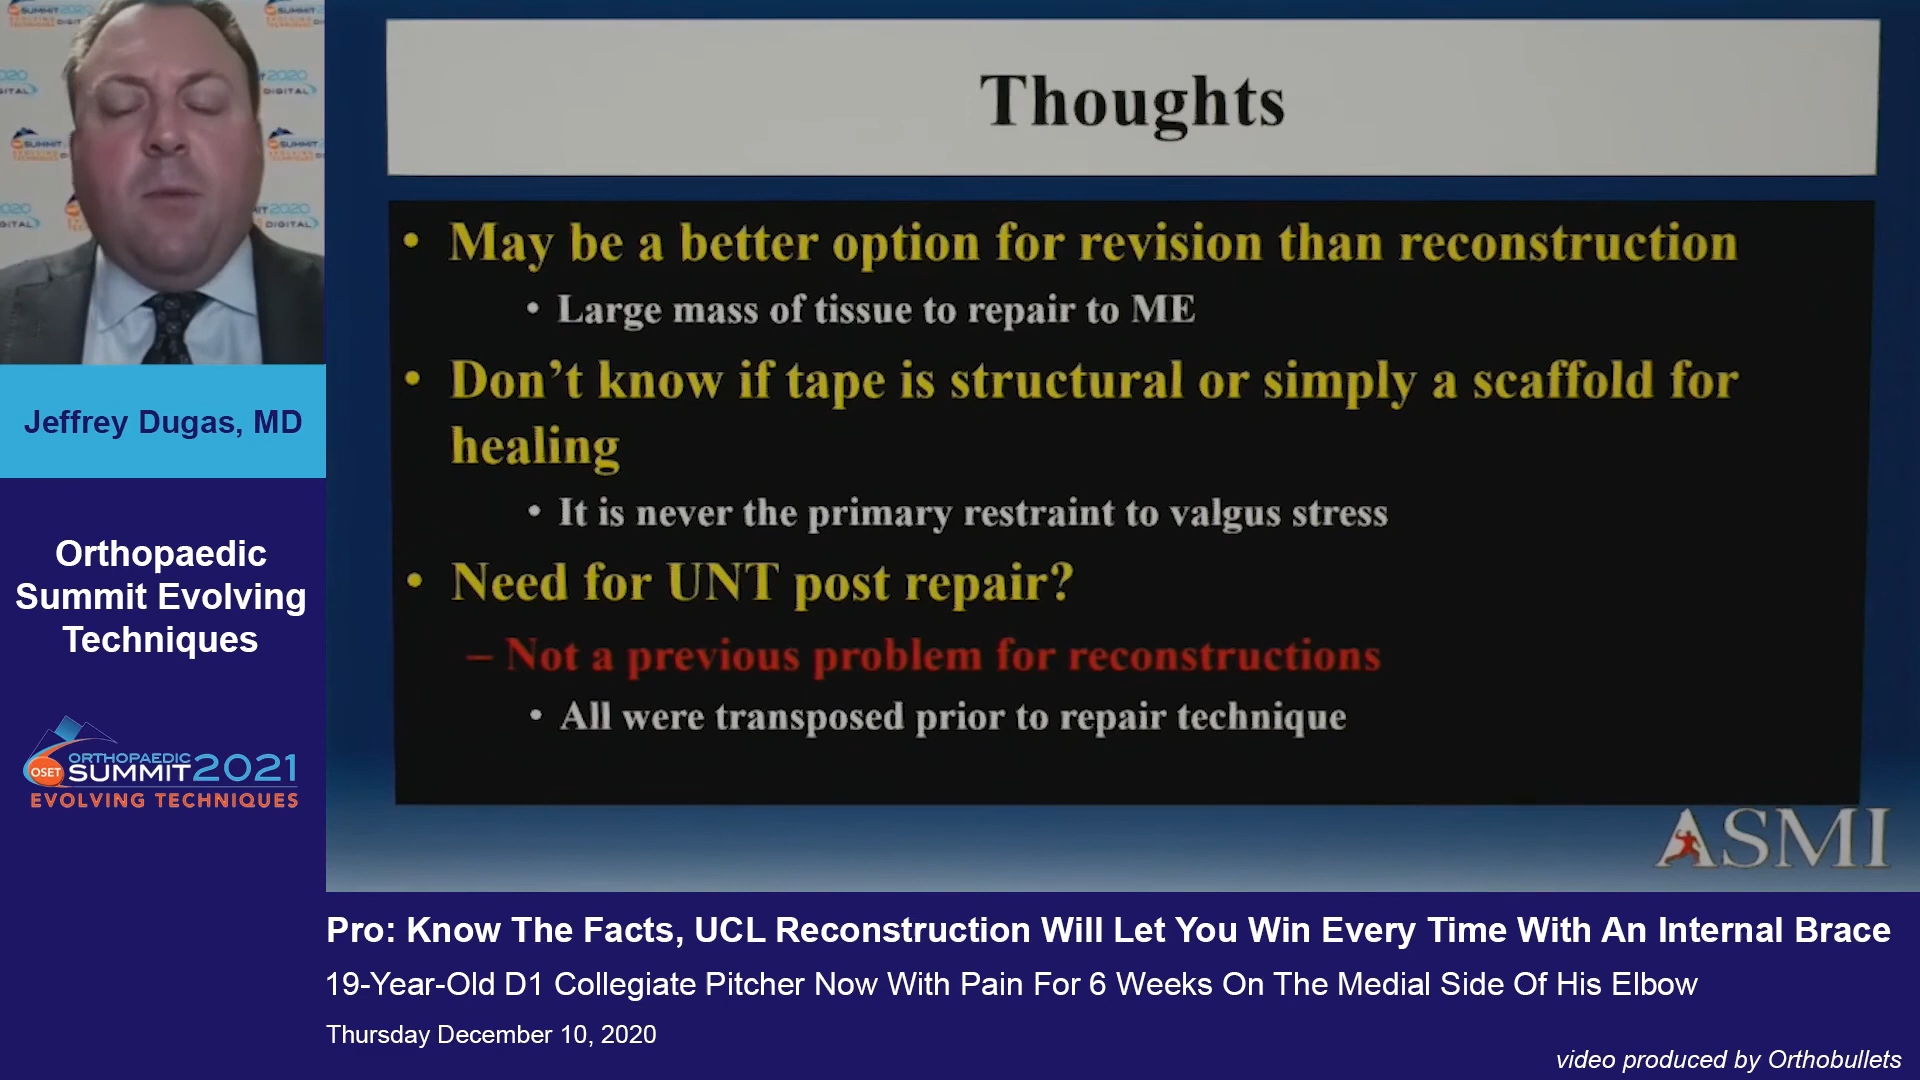 Thoughts
• May be a better option for revision than reconstruction
• Large mass of tissue to repair to ME
• Don't know if tape is structural or simply a scaffold for
healing
• It is never the primary restraint to valgus stress
• Need for UNT post repair?
– Not a previous problem for reconstructions
• All were transposed prior to repair technique
ASMI
Jeffrey Dugas, MD
Orthopaedic
Summit Evolving
Techniques
OSET
ORTHOPAEDIC
SUMMIT 2021
EVOLVING TECHNIQUES
Pro: Know The Facts, UCL Reconstruction Will Let You Win Every Time With An Internal Brace
19-Year-Old D1 Collegiate Pitcher Now With Pain For 6 Weeks On The Medial Side Of His Elbow
Thursday December 10, 2020
video produced by Orthobullets